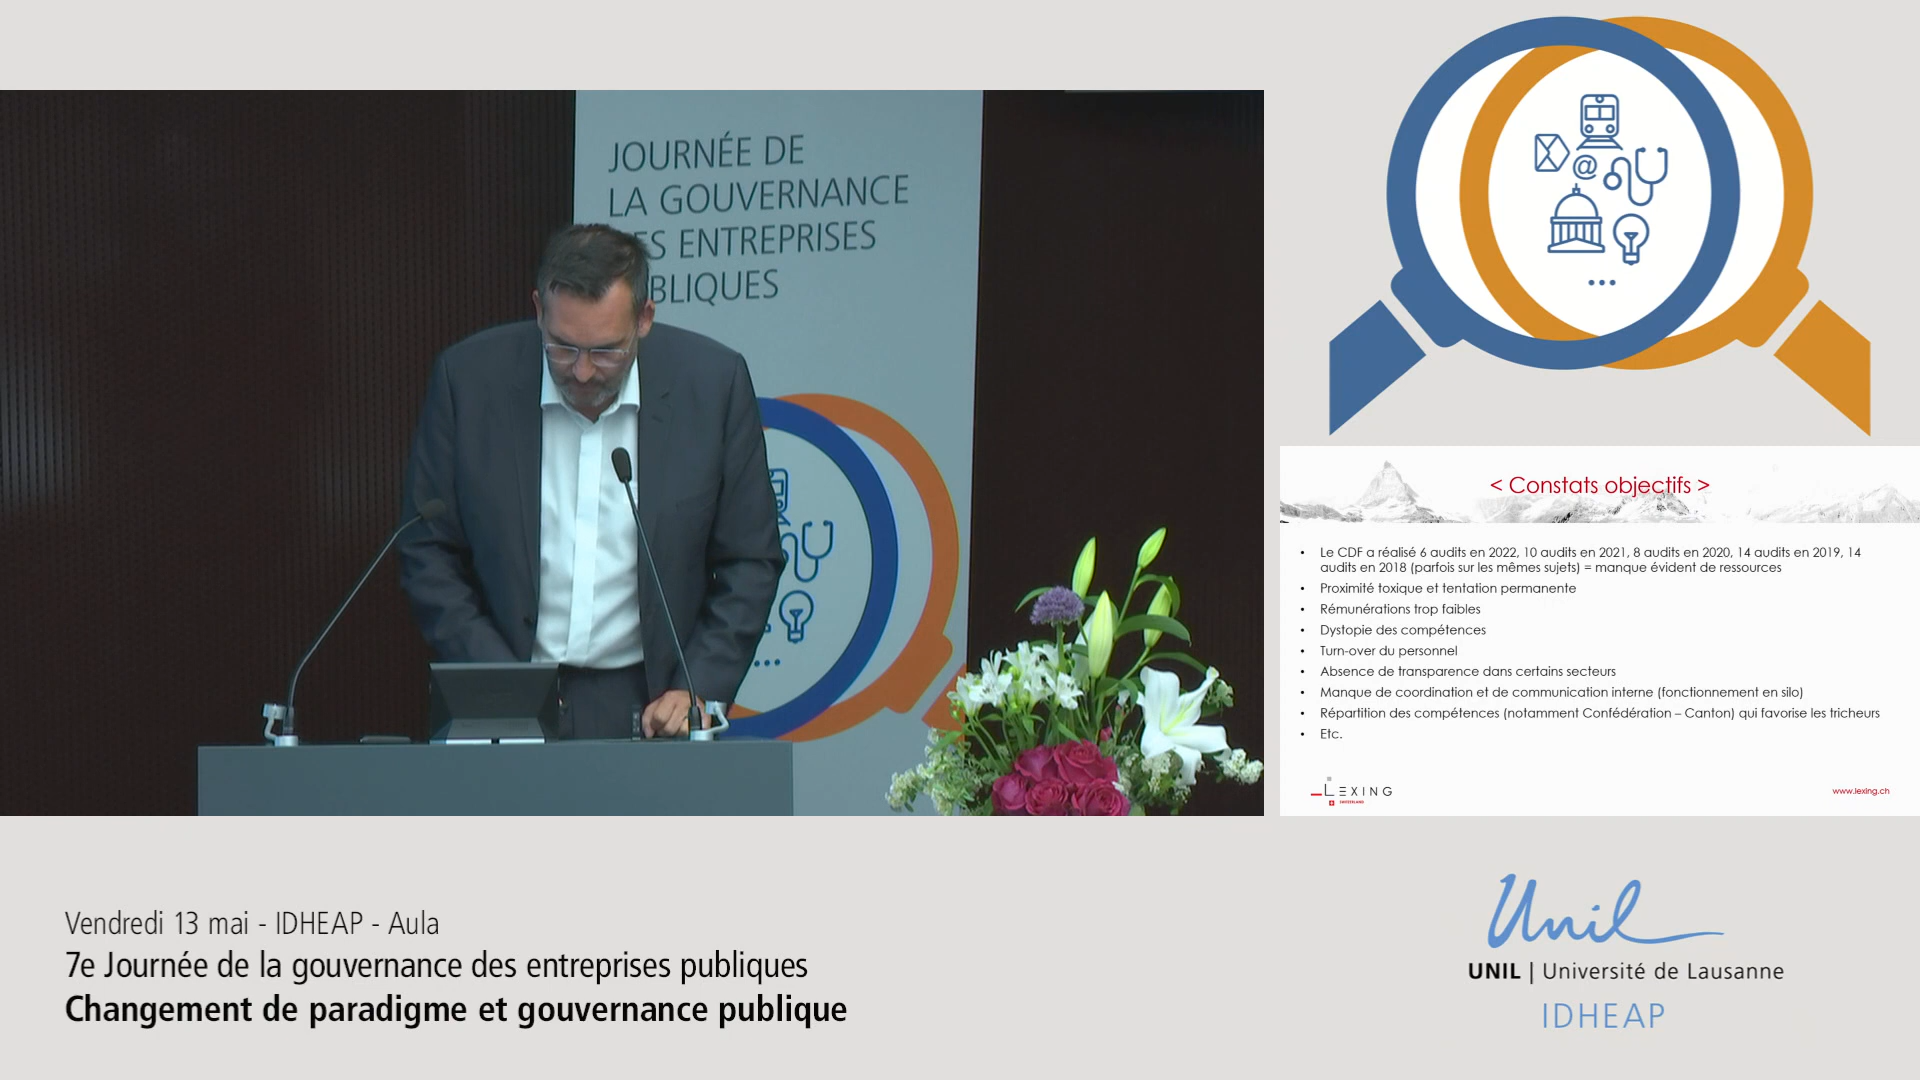 JOURNÉE DE
LA GOUVERNANCE
ES ENTREPRISES
BLIQUES
@
< Constats objectifs >
• Le CDF a réalisé 6 audits en 2022, 10 audits en 2021, 8 audits en 2020, 14 audits en 2019, 14
audits en 2018 (parfois sur les mêmes sujets) = manque évident de ressources
• Proximité toxique et tentation permanente
• Rémunérations trop faibles
• Dystopie des compétences
• Turn-over du personnel
• Absence de transparence dans certains secteurs
• Manque de coordination et de communication interne (fonctionnement en silo)
• Répartition des compétences (notamment Confédération – Canton) qui favorise les tricheurs
• Etc.
LEXING
SWITZERLAND
www.lexing.ch
Vendredi 13 mai - IDHEAP - Aula
7e Journée de la gouvernance des entreprises publiques
Changement de paradigme et gouvernance publique
Unil
UNIL | Université de Lausanne
IDHEAP